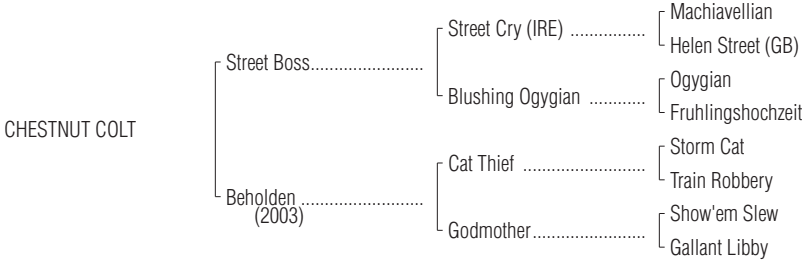 Machiavellian
Street Cry (IRE) ................
Helen Street (GB)
Street Boss........................
Ogygian
Blushing Ogygian ............
Fruhlingshochzeit
CHESTNUT COLT
Storm Cat
Cat Thief ..........................
Train Robbery
Beholden ..........................
(2003)
Show'em Slew
Godmother........................
Gallant Libby